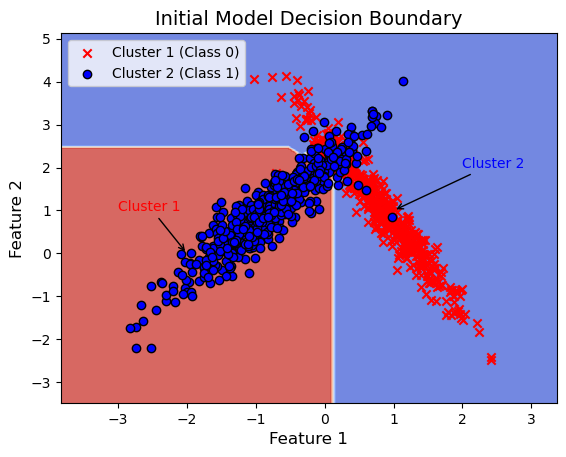 Initial Model Decision Boundary
Cluster 1 (Class 0)
Cluster 2 (Class 1)
Cluster 2
Cluster 1
Feature 2
5
4
3
2
1
0
−1
−2
−3
−3
−2
−1
0
1
2
3
Feature 1